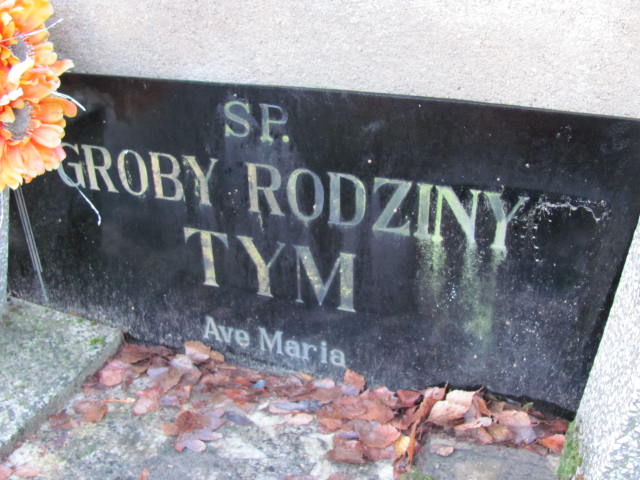 SP.
GROBY RODZINY
TYM
Ave Maria